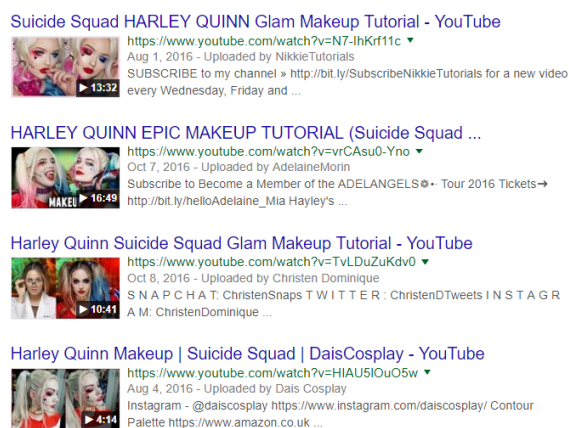 Suicide Squad HARLEY QUINN Glam Makeup Tutorial - YouTube
https://www.youtube.com/watch?v=N7-IhKrf11c
Aug 1, 2016 - Uploaded by NikkieTutorials
SUBSCRIBE to my channel » http://bit.ly/SubscribeNikkieTutorials for a new video
every Wednesday, Friday and ...
13:32
HARLEY QUINN EPIC MAKEUP TUTORIAL (Suicide Squad ...
https://www.youtube.com/watch?v=vrCAsu0-Yno
Oct 7, 2016 - Uploaded by AdelaineMorin
Subscribe to Become a Member of the ADELANGELS❁•· Tour 2016 Tickets➔
http://bit.ly/helloAdelaine_Mia Hayley's ...
MAKEU 16:49
Harley Quinn Suicide Squad Glam Makeup Tutorial - YouTube
https://www.youtube.com/watch?v=TvLDuZuKdv0
Oct 8, 2016 - Uploaded by Christen Dominique
S N A P C H A T: ChristenSnaps T W I T T E R : ChristenDTweets I N S T A G R
A M: ChristenDominique ...
10:41
Harley Quinn Makeup | Suicide Squad | DaisCosplay - YouTube
https://www.youtube.com/watch?v=HIAU5lOuO5w
Aug 4, 2016 - Uploaded by Dais Cosplay
Instagram - @daiscosplay https://www.instagram.com/daiscosplay/ Contour
Palette https://www.amazon.co.uk ...
4:14